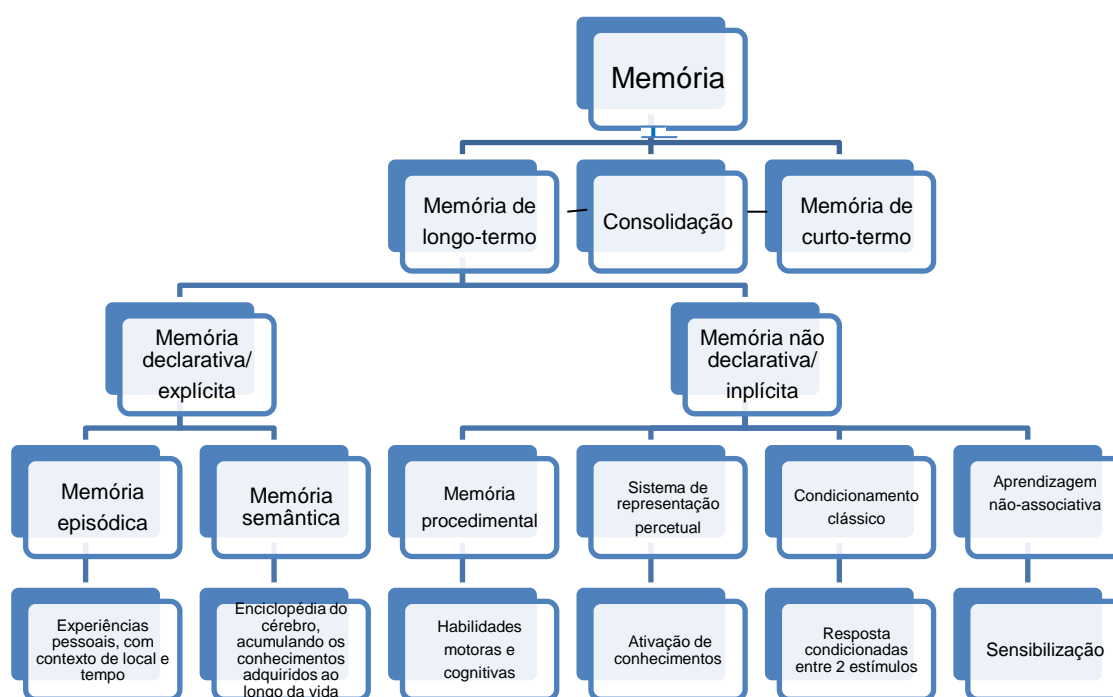 Memória
Memória de
longo-termo
Consolidação
Memória de
curto-termo
Memória
declarativa/
explícita
Memória não
declarativa/
inplícita
Memória
episódica
Memória
semântica
Memória
procedimental
Sistema de
representação
percetual
Condicionamento
clássico
Aprendizagem
não-associativa
Experiências
pessoais, com
contexto de local e
tempo
Enciclopédia do
cérebro,
acumulando os
conhecimentos
adquiridos ao
longo da vida
Habilidades
motoras e
cognitivas
Ativação de
conhecimentos
Resposta
condicionadas
entre 2 estímulos
Sensibilização